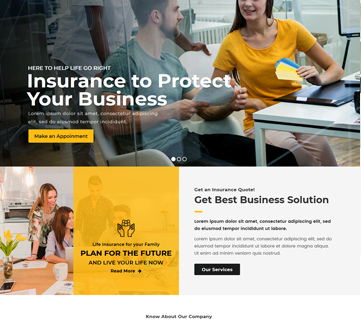 HERE TO HELP LIFE GO RIGHT
Insurance to Protect
Your Business
Lorem ipsum dolor sit amet, consectetur adipiscing
elit, sed do eiusmod tempor incididunt.
Make an Appoinment
Get an Insurance Quote!
Get Best Business Solution
Lorem ipsum dolor sit amet, consectetur adipiscing elit, sed
do eiusmod tempor incididunt ut labore.
Lorem ipsum dolor sit amet, consectetur adipiscing elit, sed do
eiusmod tempor incididunt ut labore et dolore magna aliqua.
Ut enim ad minim veniam, quis nostrud.
Our Services
Life Insurance for your Family
PLAN FOR THE FUTURE
AND LIVE YOUR LIFE NOW
Read More →
Know About Our Company